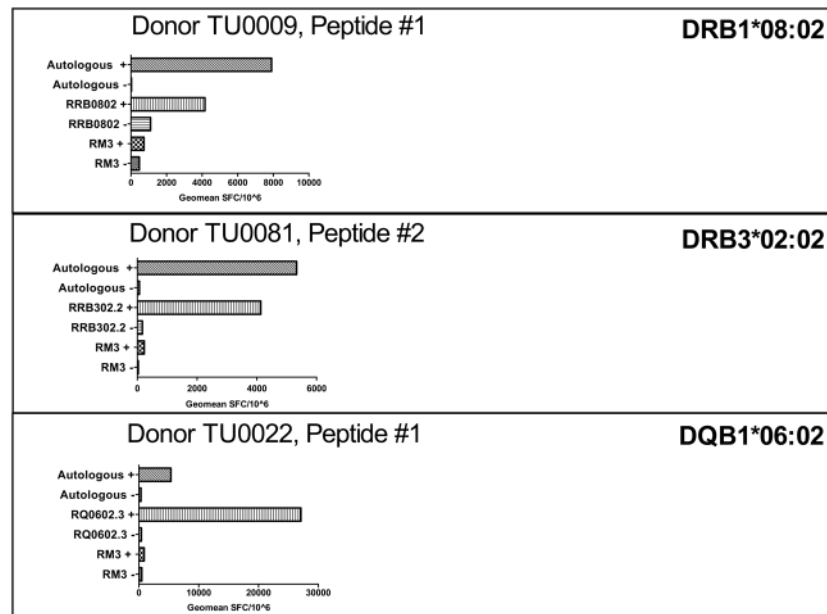 Donor TU0009, Peptide #1 DRB1*08:02
Autologous +
Autologous -
RRB0802 +
RRB0802 -
RM3 +
RM3 -
0 2000 4000 6000 8000 10000
Geomean SFC/10^6
Donor TU0081, Peptide #2 DRB3*02:02
Autologous +
Autologous -
RRB302.2 +
RRB302.2 -
RM3 +
RM3 -
0 2000 4000 6000
Geomean SFC/10^6
Donor TU0022, Peptide #1 DQB1*06:02
Autologous +
Autologous -
RQ0602.3 +
RQ0602.3 -
RM3 +
RM3 -
0 10000 20000 30000
Geomean SFC/10^6